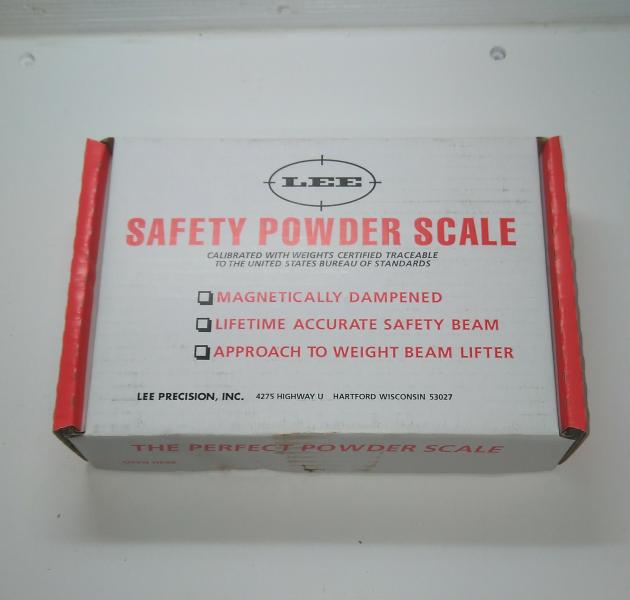 LEE
SAFETY POWDER SCALE
CALIBRATED WITH WEIGHTS CERTIFIED TRACEABLE
TO THE UNITED STATES BUREAU OF STANDARDS
MAGNETICALLY DAMPENED
LIFETIME ACCURATE SAFETY BEAM
APPROACH TO WEIGHT BEAM LIFTER
LEE PRECISION, INC. 4275 HIGHWAY U HARTFORD WISCONSIN 53027
THE PERFECT POWDER SCALE
OPEN HERE